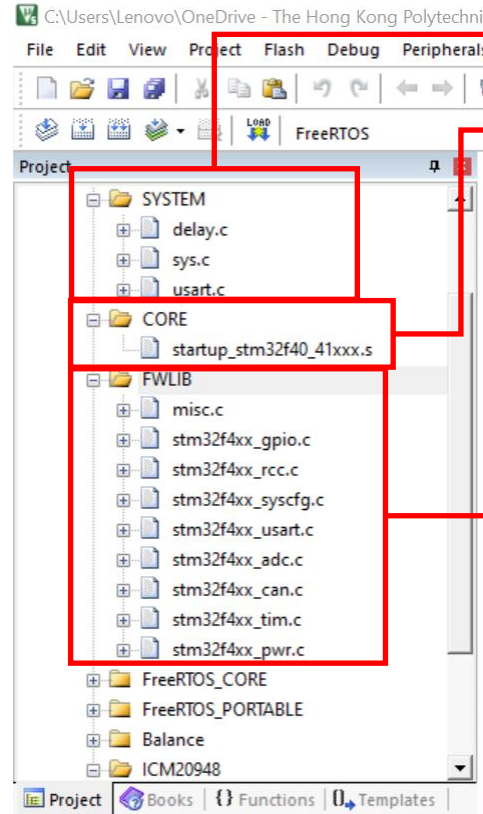 C:\Users\Lenovo\OneDrive - The Hong Kong Polytechni
File Edit View Project Flash Debug Peripherals
LOAD FreeRTOS
Project
SYSTEM
delay.c
sys.c
usart.c
CORE
startup_stm32f40_41xxx.s
FWLIB
misc.c
stm32f4xx_gpio.c
stm32f4xx_rcc.c
stm32f4xx_syscfg.c
stm32f4xx_usart.c
stm32f4xx_adc.c
stm32f4xx_can.c
stm32f4xx_tim.c
stm32f4xx_pwr.c
FreeRTOS_CORE
FreeRTOS_PORTABLE
Balance
ICM20948
Project Books {} Functions 0 Templates